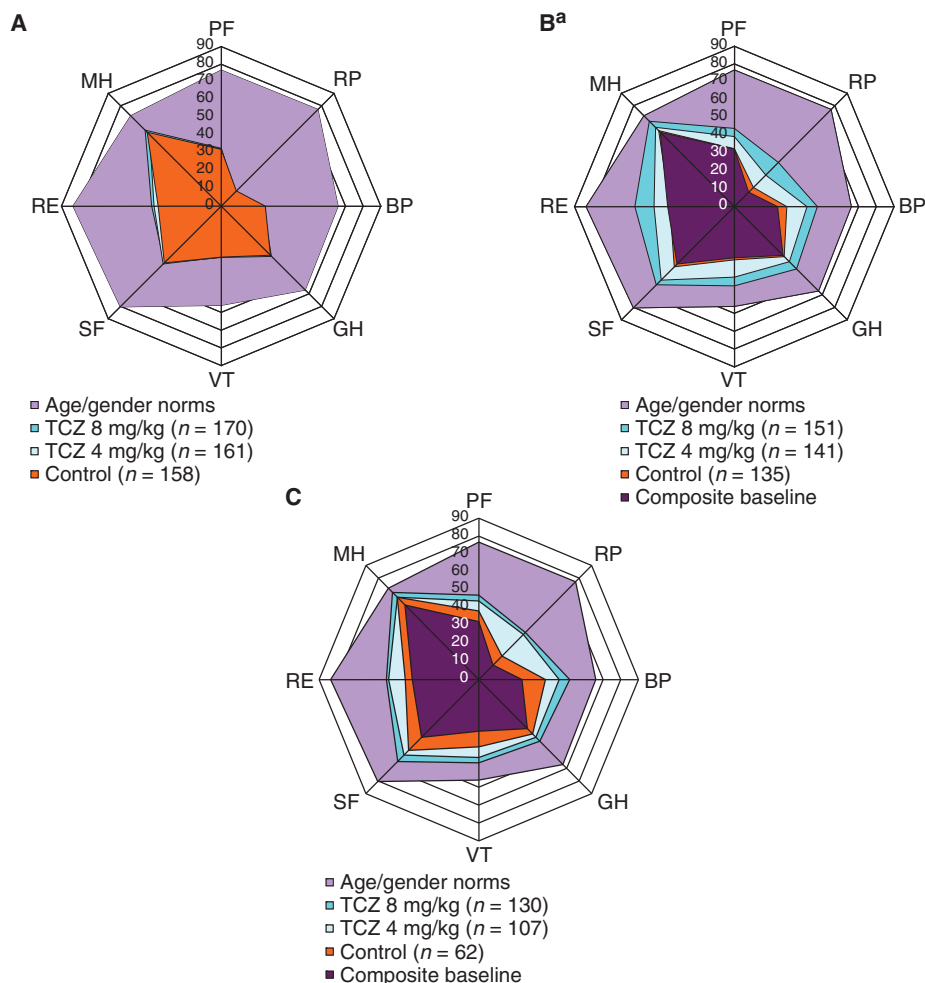 A
PF
90
80
70
60
50
40
30
20
10
0
MH
RP
RE
BP
SF
GH
VT
Age/gender norms
TCZ 8 mg/kg (n = 170)
TCZ 4 mg/kg (n = 161)
Control (n = 158)
Bᵃ
PF
90
80
70
60
50
40
30
20
10
0
MH
RP
RE
BP
SF
GH
VT
Age/gender norms
TCZ 8 mg/kg (n = 151)
TCZ 4 mg/kg (n = 141)
Control (n = 135)
Composite baseline
C
PF
90
80
70
60
50
40
30
20
10
0
MH
RP
RE
BP
SF
GH
VT
Age/gender norms
TCZ 8 mg/kg (n = 130)
TCZ 4 mg/kg (n = 107)
Control (n = 62)
Composite baseline